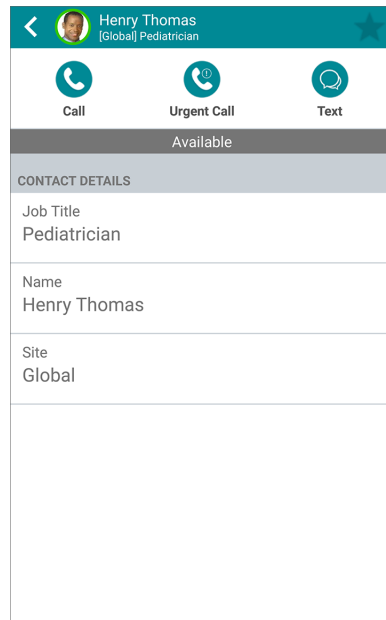 Henry Thomas
[Global] Pediatrician
Call
Urgent Call
Text
Available
CONTACT DETAILS
Job Title
Pediatrician
Name
Henry Thomas
Site
Global